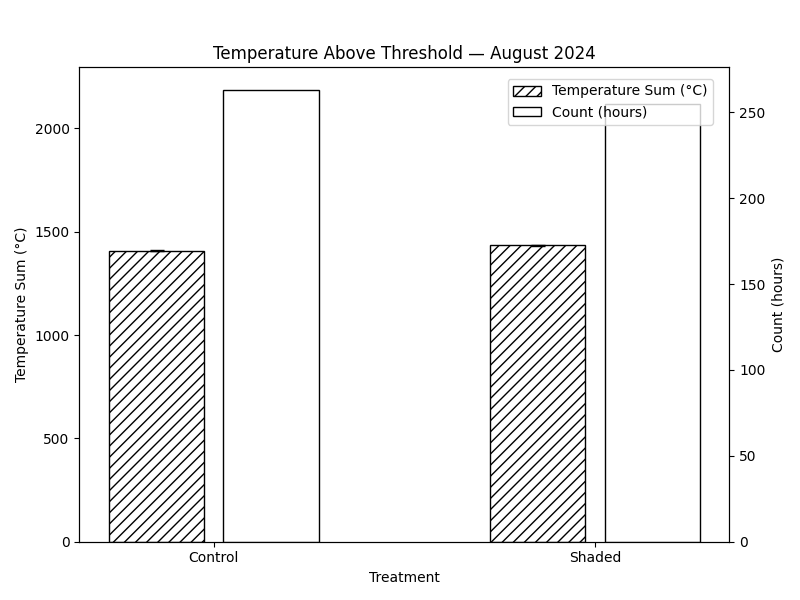 Temperature Above Threshold — August 2024
Temperature Sum (°C)
Count (hours)
Temperature Sum (°C)
2000
1500
1000
500
0
250
200
150
100
50
0
Count (hours)
Control
Shaded
Treatment